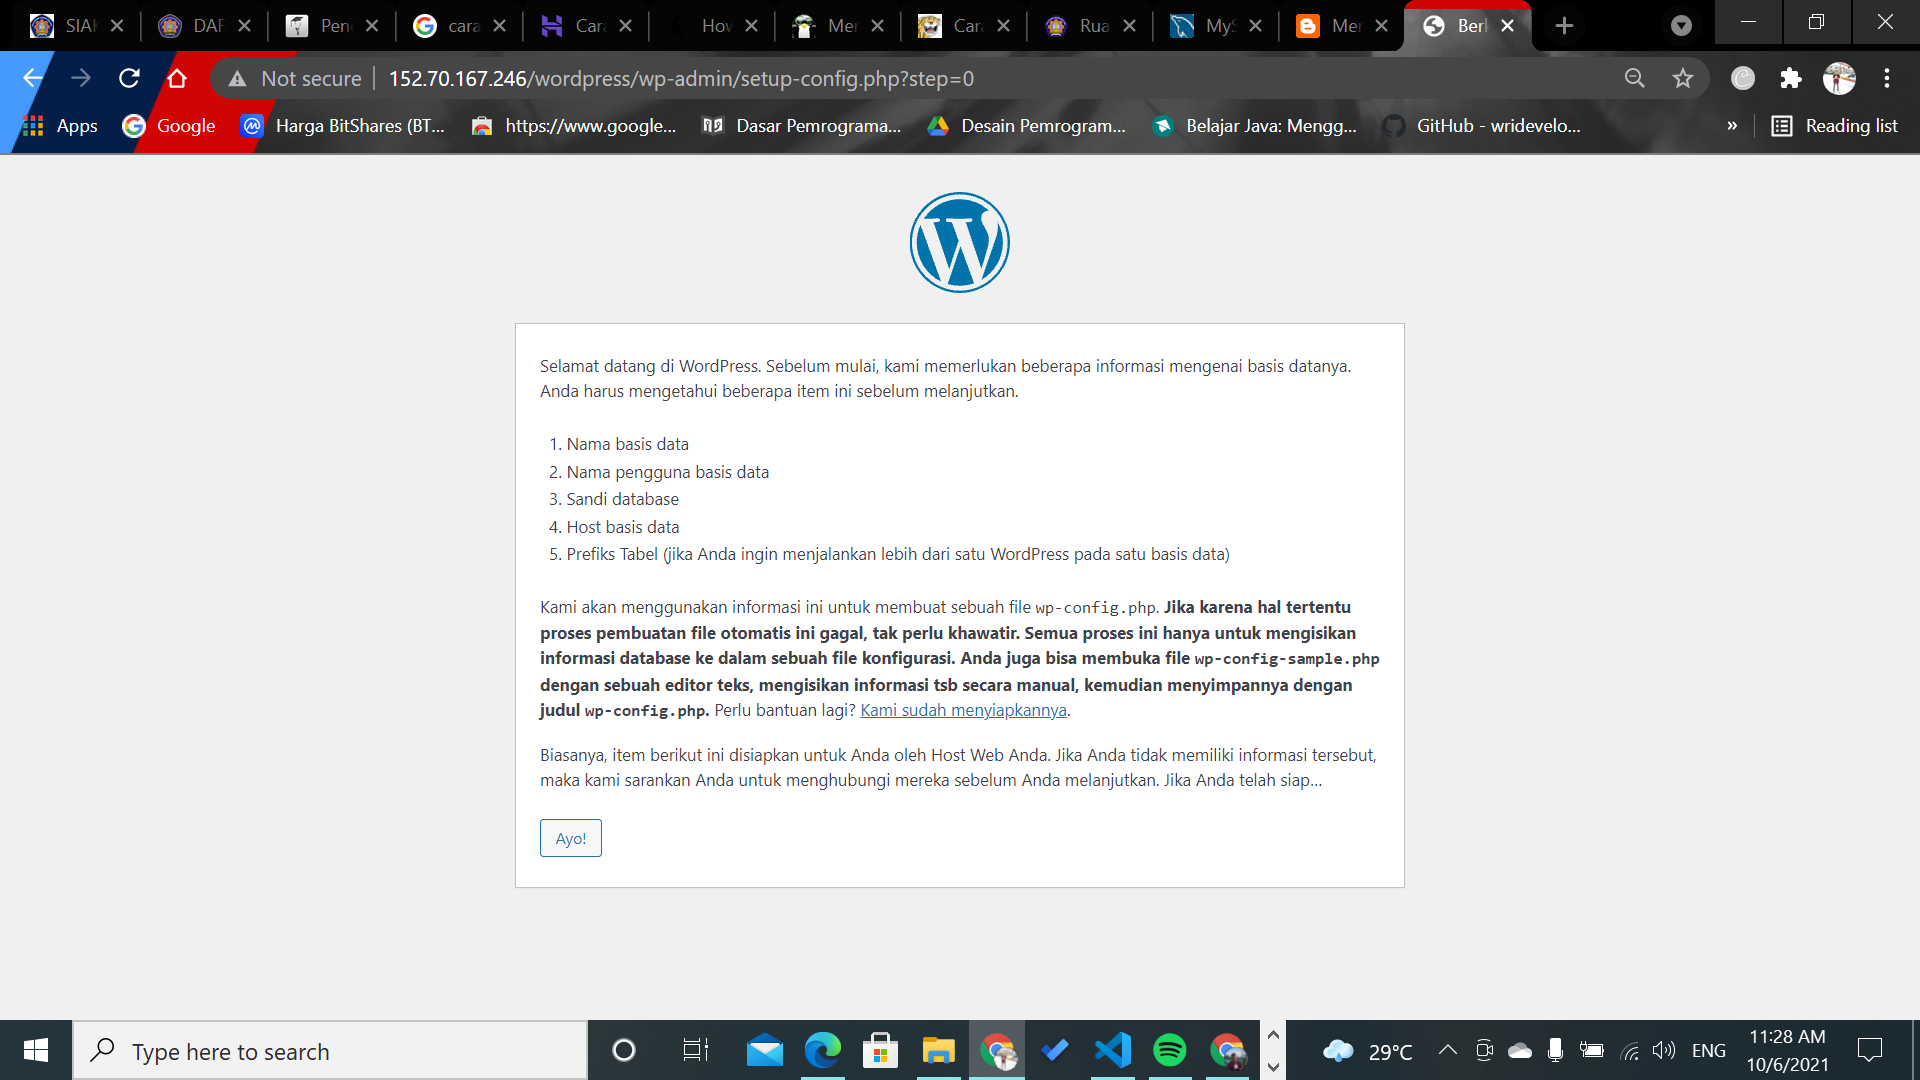 SIAK
DAF
Pen
cara
Cara
How
Mer
Cara
Rua
MyS
Mer
Berk
Not secure
152.70.167.246/wordpress/wp-admin/setup-config.php?step=0
Apps
Google
Harga BitShares (BT...
https://www.google...
Dasar Pemrograma...
Desain Pemrogram...
Belajar Java: Mengg...
GitHub - wridevelo...
»
Reading list
Selamat datang di WordPress. Sebelum mulai, kami memerlukan beberapa informasi mengenai basis datanya.
Anda harus mengetahui beberapa item ini sebelum melanjutkan.
1. Nama basis data
2. Nama pengguna basis data
3. Sandi database
4. Host basis data
5. Prefiks Tabel (jika Anda ingin menjalankan lebih dari satu WordPress pada satu basis data)
Kami akan menggunakan informasi ini untuk membuat sebuah file wp-config.php. Jika karena hal tertentu
proses pembuatan file otomatis ini gagal, tak perlu khawatir. Semua proses ini hanya untuk mengisikan
informasi database ke dalam sebuah file konfigurasi. Anda juga bisa membuka file wp-config-sample.php
dengan sebuah editor teks, mengisikan informasi tsb secara manual, kemudian menyimpannya dengan
judul wp-config.php. Perlu bantuan lagi? Kami sudah menyiapkannya.
Biasanya, item berikut ini disiapkan untuk Anda oleh Host Web Anda. Jika Anda tidak memiliki informasi tersebut,
maka kami sarankan Anda untuk menghubungi mereka sebelum Anda melanjutkan. Jika Anda telah siap...
Ayo!
Type here to search
29°C
ENG
11:28 AM
10/6/2021